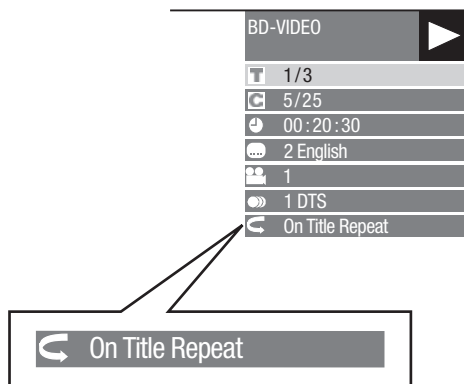 BD-VIDEO
T 1/3
C 5/25
00:20:30
2 English
1
1 DTS
On Title Repeat
On Title Repeat